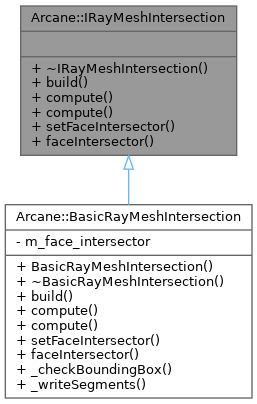 Arcane::IRayMeshIntersection
+ ~IRayMeshIntersection()
+ build()
+ compute()
+ compute()
+ setFaceIntersector()
+ faceIntersector()
Arcane::BasicRayMeshIntersection
- m_face_intersector
+ BasicRayMeshIntersection()
+ ~BasicRayMeshIntersection()
+ build()
+ compute()
+ compute()
+ setFaceIntersector()
+ faceIntersector()
+ _checkBoundingBox()
+ _writeSegments()